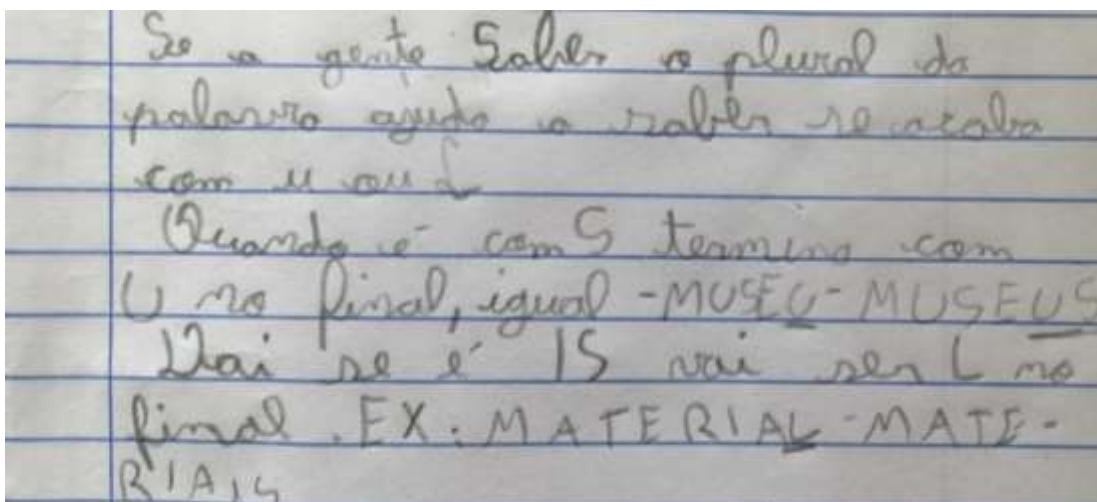 Se a gente Saber o plural da
palavra ajuda a saber se acaba
com u ou L
Quando é com S termina com
U no final, igual -MUSEU- MUSEUS
Daí se é IS vai ser L no
final. EX: MATERIAL -MATE-
RIAIS